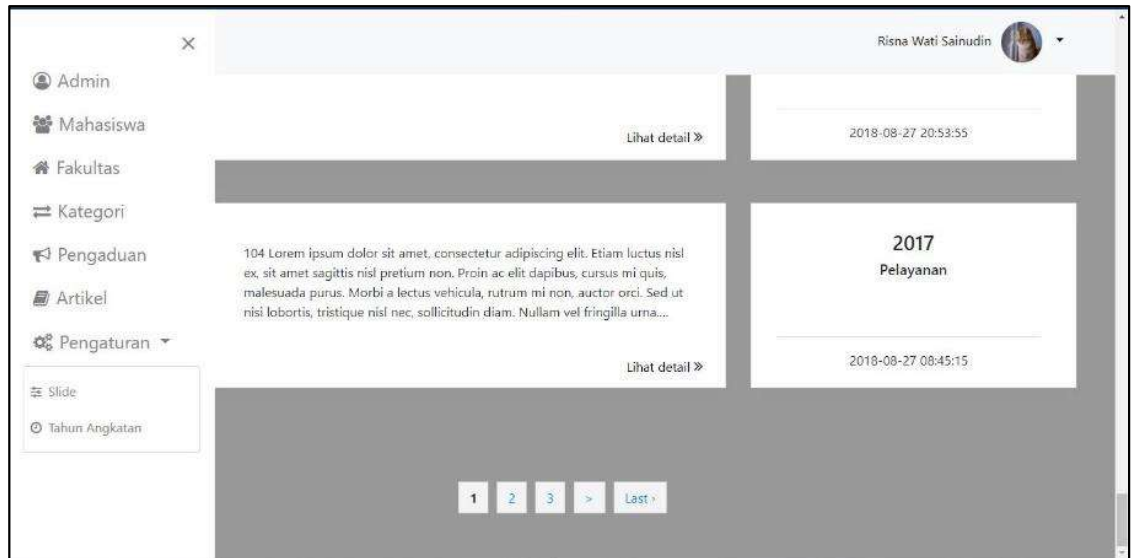 Risna Wati Sainudin
Admin
Mahasiswa
Fakultas
Kategori
Pengaduan
Artikel
Pengaturan
Slide
Tahun Angkatan
Lihat detail »
2018-08-27 20:53:55
104 Lorem ipsum dolor sit amet, consectetur adipiscing elit. Etiam luctus nisl
ex, sit amet sagittis nisl pretium non. Proin ac elit dapibus, cursus mi quis,
malesuada purus. Morbi a lectus vehicula, rutrum mi non, auctor orci. Sed ut
nisi lobortis, tristique nisl nec, sollicitudin diam. Nullam vel fringilla urna....
Lihat detail »
2017
Pelayanan
2018-08-27 08:45:15
1 2 3 > Last ›